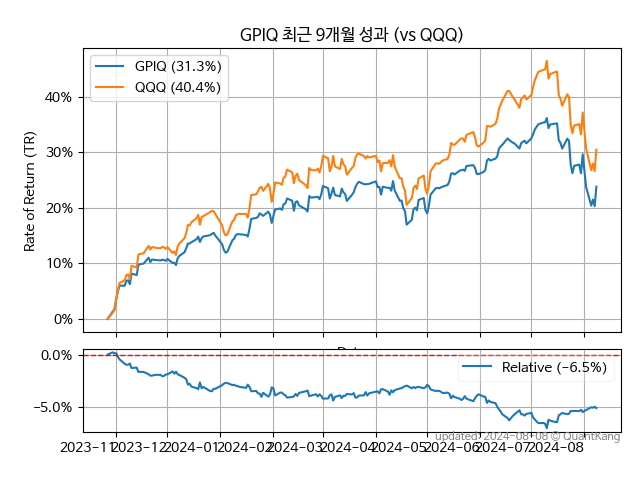 GPIQ 최근 9개월 성과 (vs QQQ)
GPIQ (31.3%)
QQQ (40.4%)
Rate of Return (TR)
40%
30%
20%
10%
0%
0.0%
−5.0%
Relative (−6.5%)
2023-11 2023-12 2024-01 2024-02 2024-03 2024-04 2024-05 2024-06 2024-07 2024-08
updated: 2024-08-08 © QuantKang